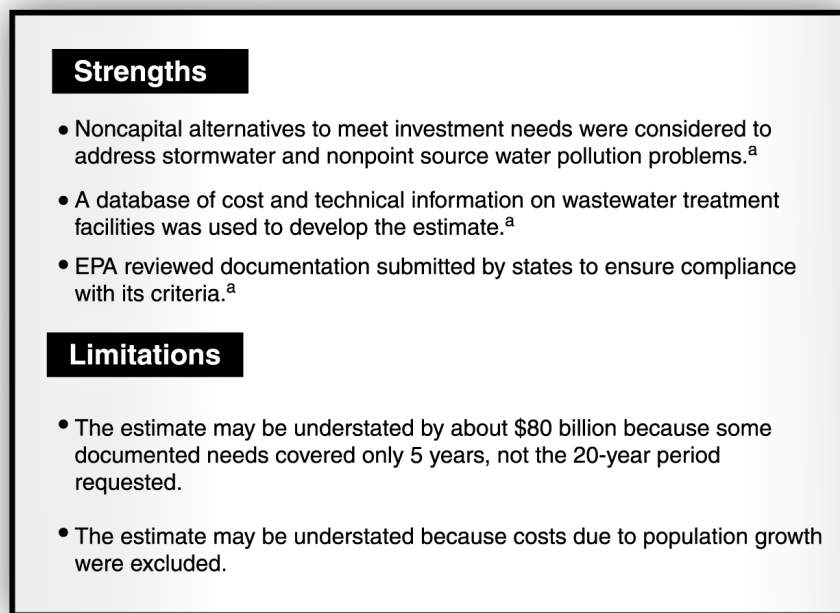 Strengths
• Noncapital alternatives to meet investment needs were considered to
address stormwater and nonpoint source water pollution problems.a
• A database of cost and technical information on wastewater treatment
facilities was used to develop the estimate.a
• EPA reviewed documentation submitted by states to ensure compliance
with its criteria.a
Limitations
• The estimate may be understated by about $80 billion because some
documented needs covered only 5 years, not the 20-year period
requested.
• The estimate may be understated because costs due to population growth
were excluded.